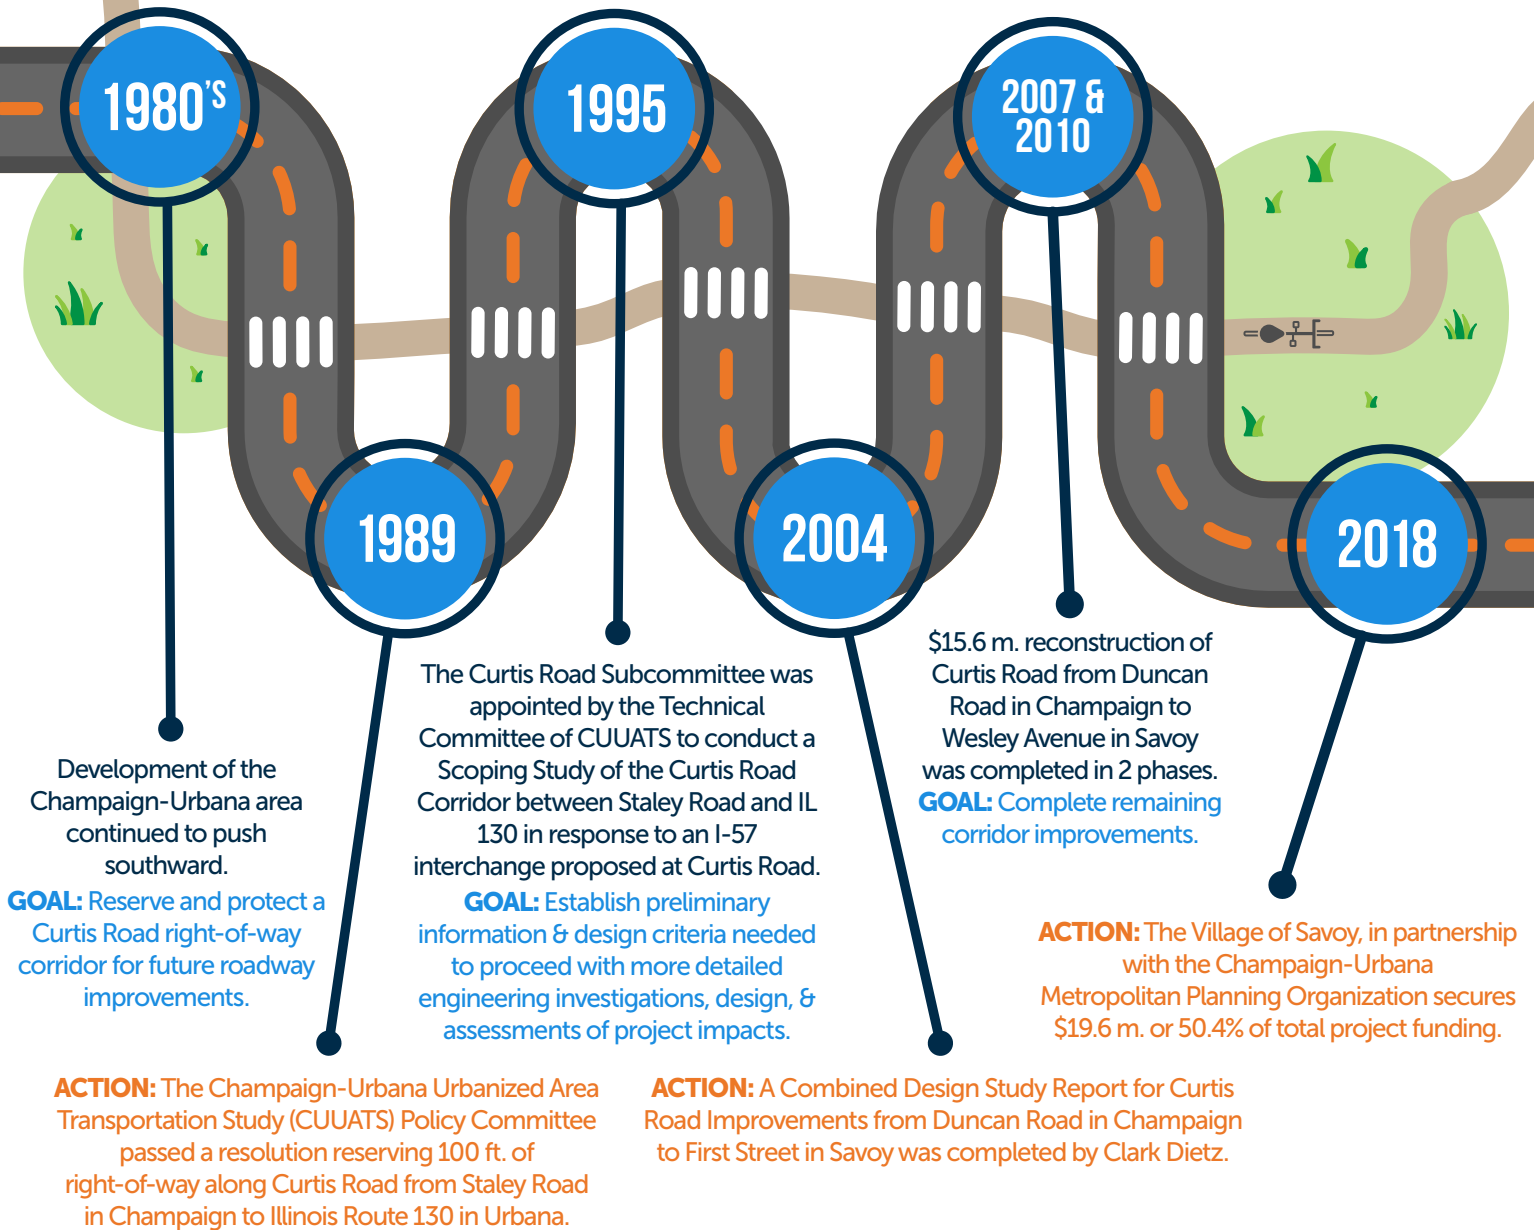 1980'S
1995
2007 &
2010
1989
2004
2018
Development of the
Champaign-Urbana area
continued to push
southward.
GOAL: Reserve and protect a
Curtis Road right-of-way
corridor for future roadway
improvements.
ACTION: The Champaign-Urbana Urbanized Area
Transportation Study (CUUATS) Policy Committee
passed a resolution reserving 100 ft. of
right-of-way along Curtis Road from Staley Road
in Champaign to Illinois Route 130 in Urbana.
The Curtis Road Subcommittee was
appointed by the Technical
Committee of CUUATS to conduct a
Scoping Study of the Curtis Road
Corridor between Staley Road and IL
130 in response to an I-57
interchange proposed at Curtis Road.
GOAL: Establish preliminary
information & design criteria needed
to proceed with more detailed
engineering investigations, design, &
assessments of project impacts.
ACTION: A Combined Design Study Report for Curtis
Road Improvements from Duncan Road in Champaign
to First Street in Savoy was completed by Clark Dietz.
$15.6 m. reconstruction of
Curtis Road from Duncan
Road in Champaign to
Wesley Avenue in Savoy
was completed in 2 phases.
GOAL: Complete remaining
corridor improvements.
ACTION: The Village of Savoy, in partnership
with the Champaign-Urbana
Metropolitan Planning Organization secures
$19.6 m. or 50.4% of total project funding.